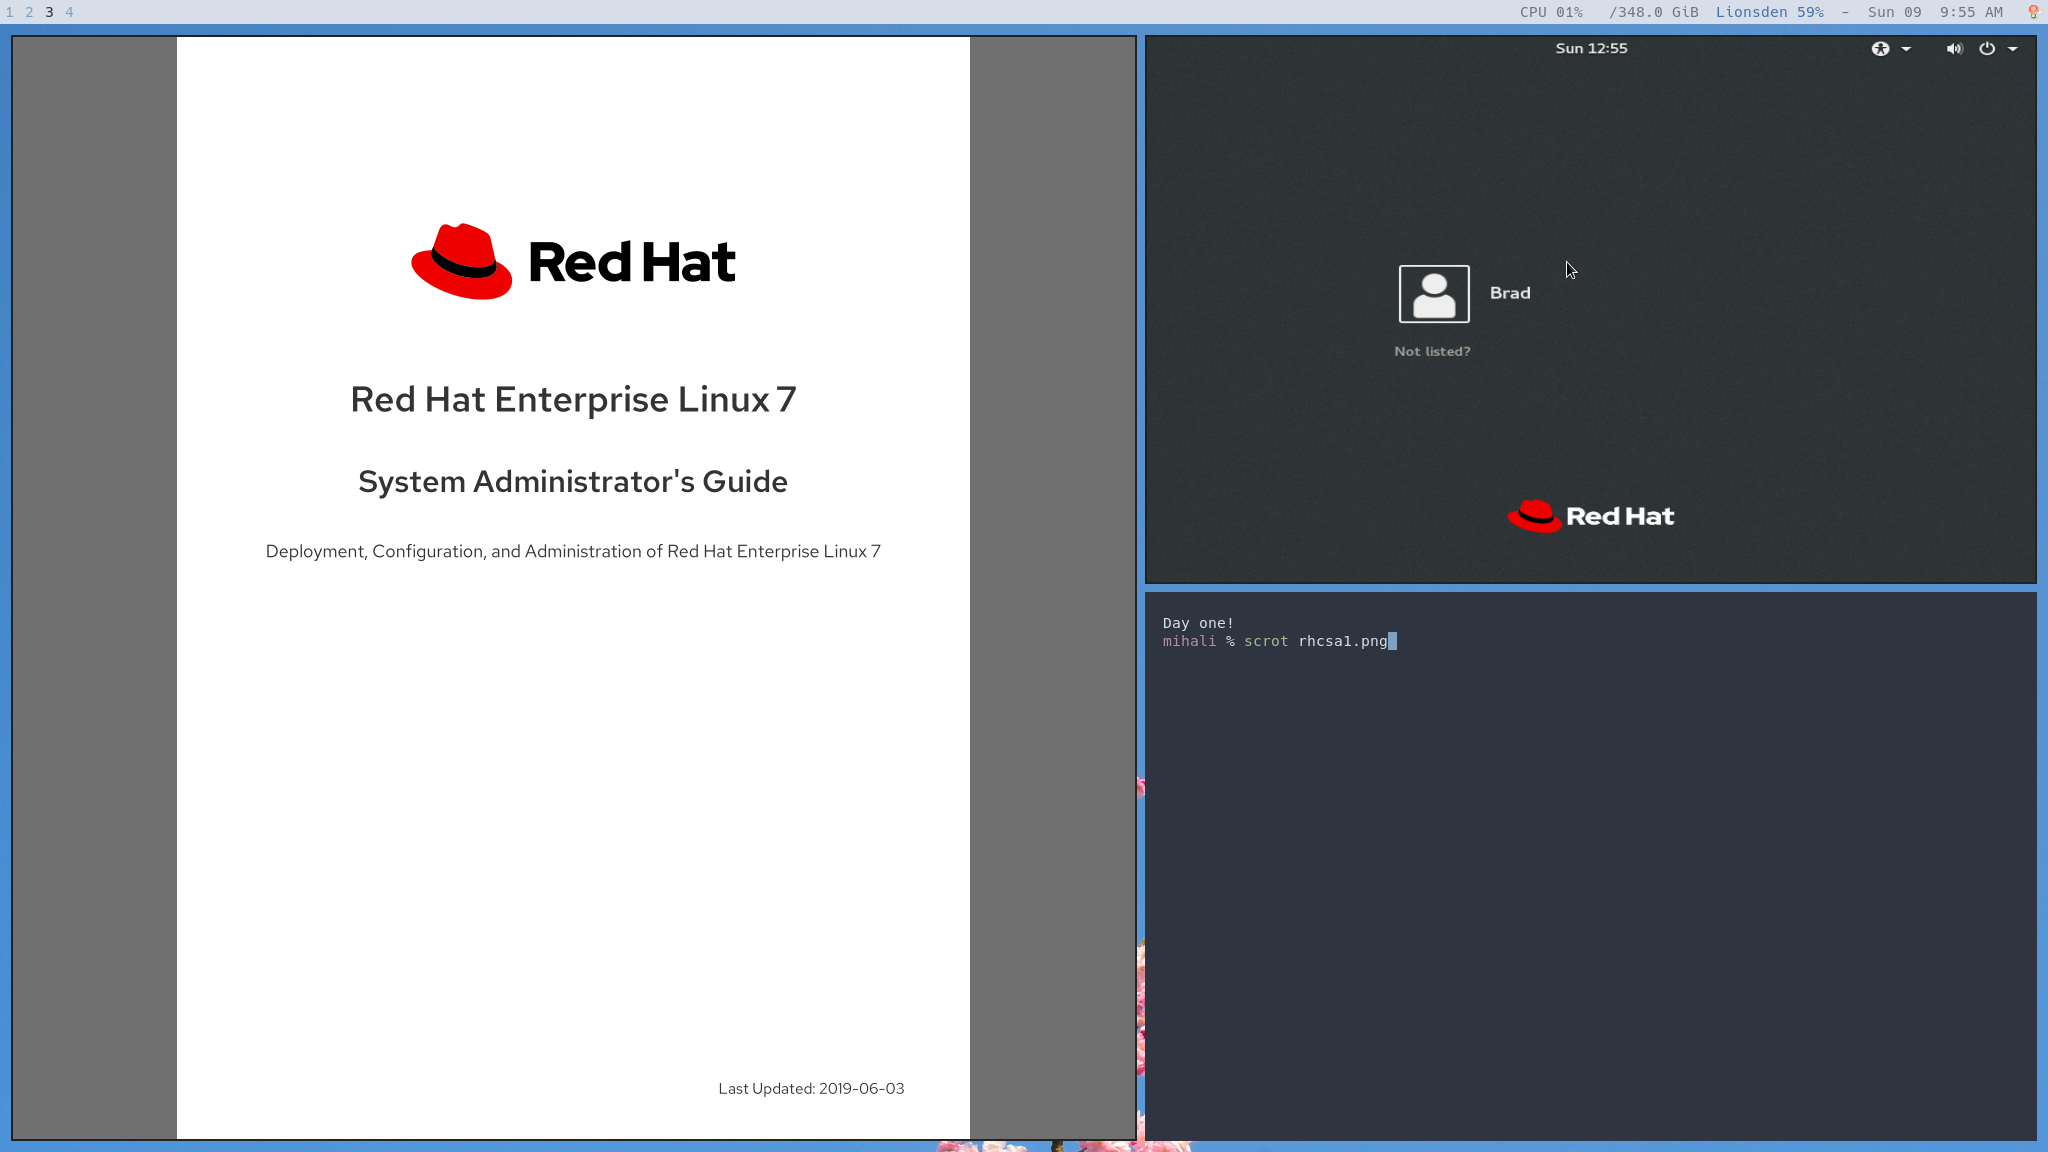 1 2 3 4
CPU 01% /348.0 GiB Lionsden 59% - Sun 09 9:55 AM
Red Hat
Red Hat Enterprise Linux 7
System Administrator's Guide
Deployment, Configuration, and Administration of Red Hat Enterprise Linux 7
Last Updated: 2019-06-03
Sun 12:55
Brad
Not listed?
Red Hat
Day one!
mihali % scrot rhcsa1.png